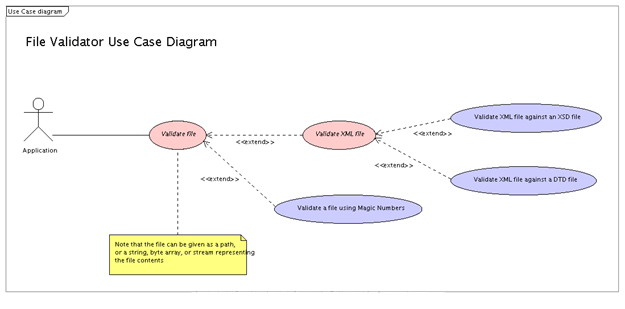 Use Case diagram
File Validator Use Case Diagram
Application
Validate file
<<extend>>
Validate XML file
<<extend>>
Validate XML file against an XSD file
<<extend>>
Validate XML file against a DTD file
<<extend>>
Validate a file using Magic Numbers
Note that the file can be given as a path,
or a string, byte array, or stream representing
the file contents